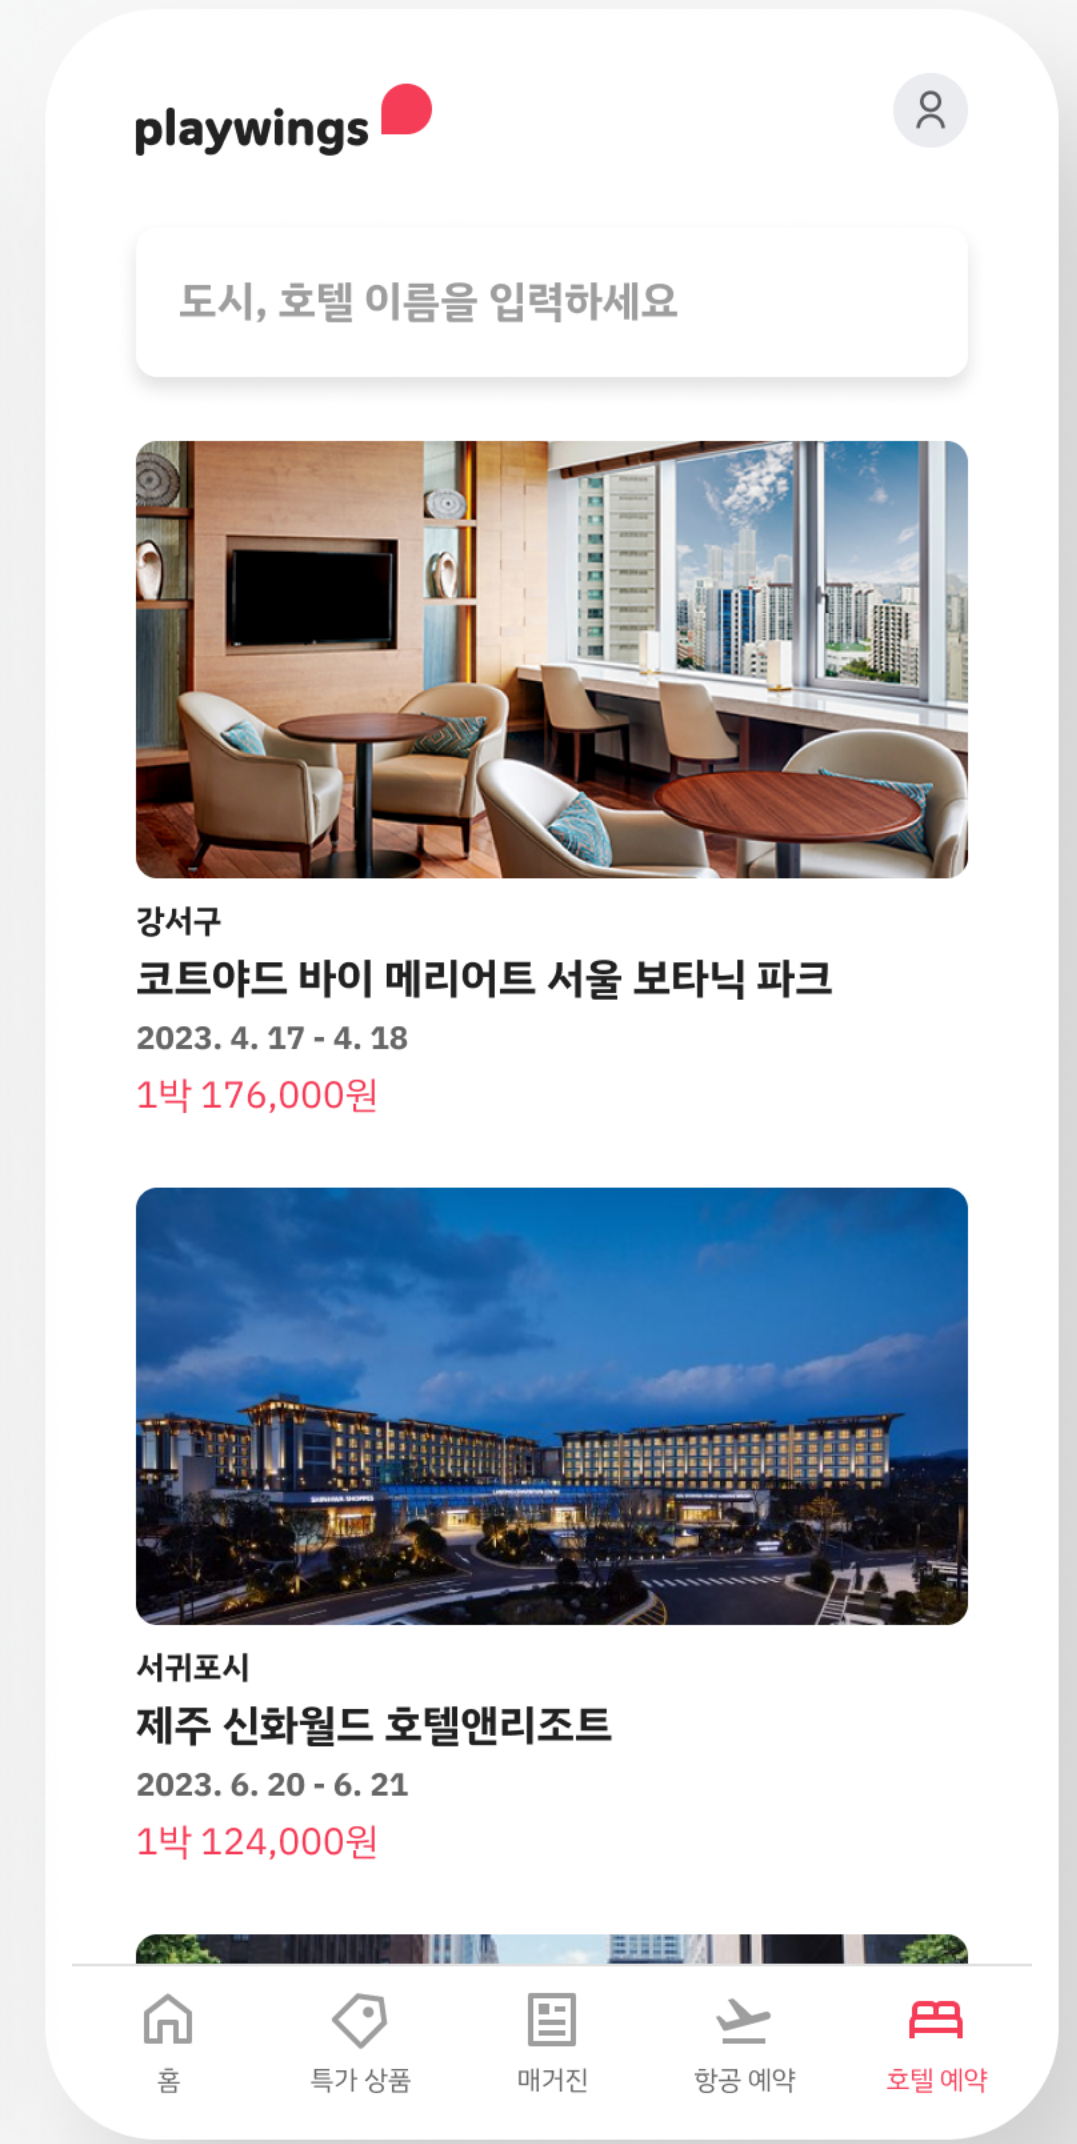 playwings
도시, 호텔 이름을 입력하세요
강서구
코트야드 바이 메리어트 서울 보타닉 파크
2023. 4. 17 - 4. 18
1박 176,000원
SHINHWA SHOPPES
서귀포시
제주 신화월드 호텔앤리조트
2023. 6. 20 - 6. 21
1박 124,000원
홈
특가 상품
매거진
항공 예약
호텔 예약